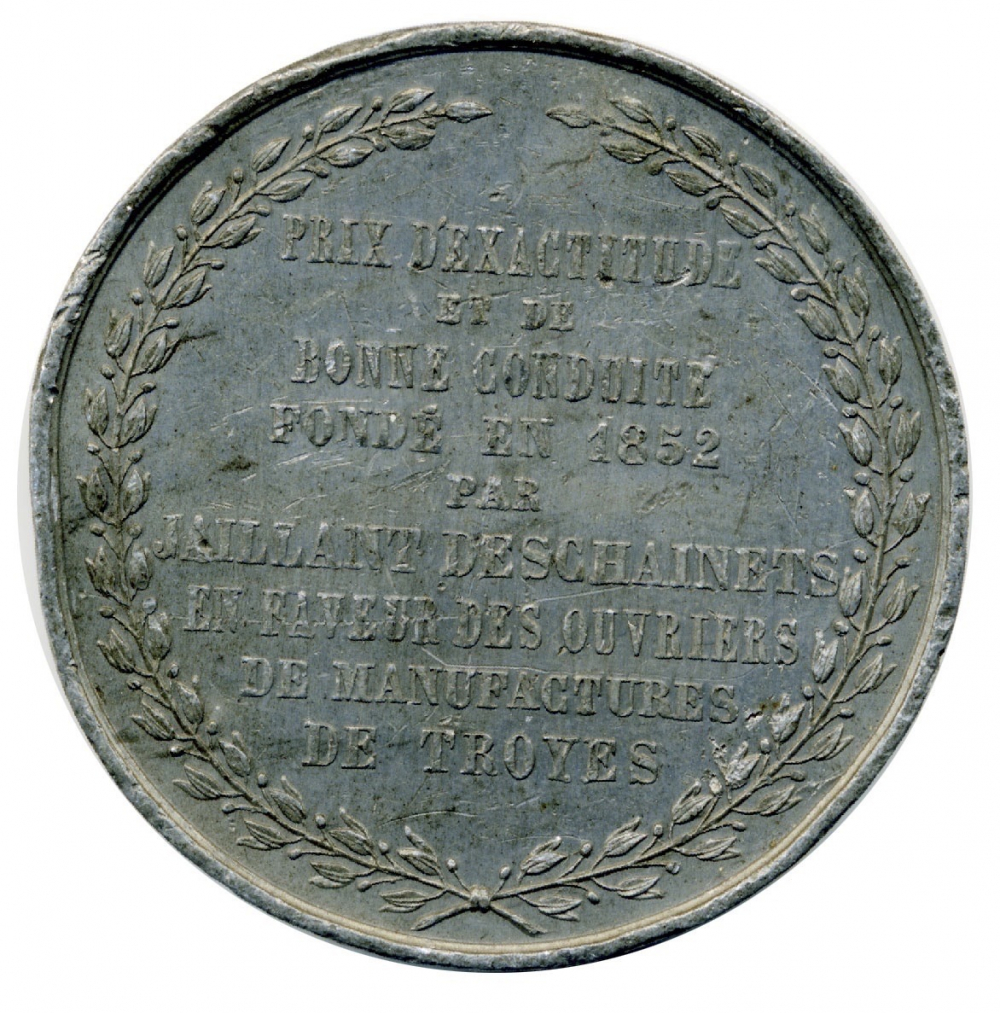 PRIX D'EXACTITUDE
ET DE
BONNE CONDUITE
FONDÉ EN 1852
PAR
JAILLANT DESCHAINETS
EN FAVEUR DES OUVRIERS
DE MANUFACTURES
DE TROYES